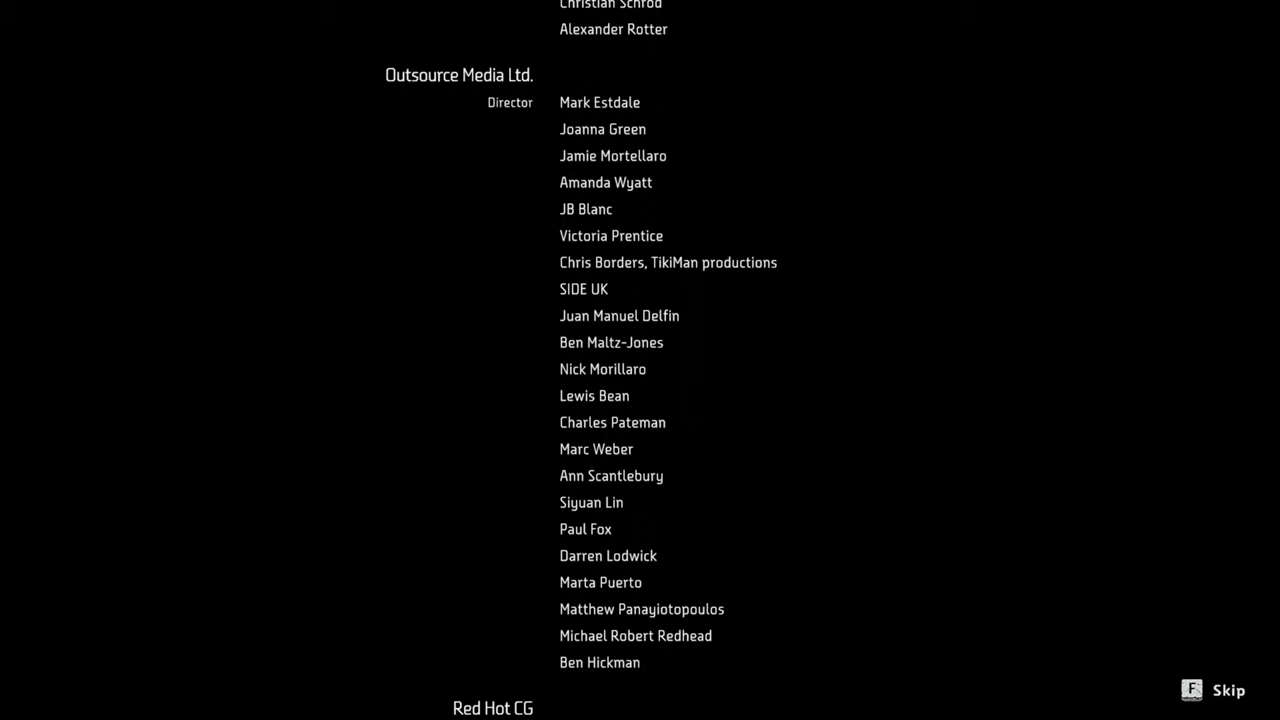 Christian Schrod
Alexander Rotter
Outsource Media Ltd.
Director Mark Estdale
Joanna Green
Jamie Mortellaro
Amanda Wyatt
JB Blanc
Victoria Prentice
Chris Borders, TikiMan productions
SIDE UK
Juan Manuel Delfin
Ben Maltz-Jones
Nick Morillaro
Lewis Bean
Charles Pateman
Marc Weber
Ann Scantlebury
Siyuan Lin
Paul Fox
Darren Lodwick
Marta Puerto
Matthew Panayiotopoulos
Michael Robert Redhead
Ben Hickman
Red Hot CG
F Skip